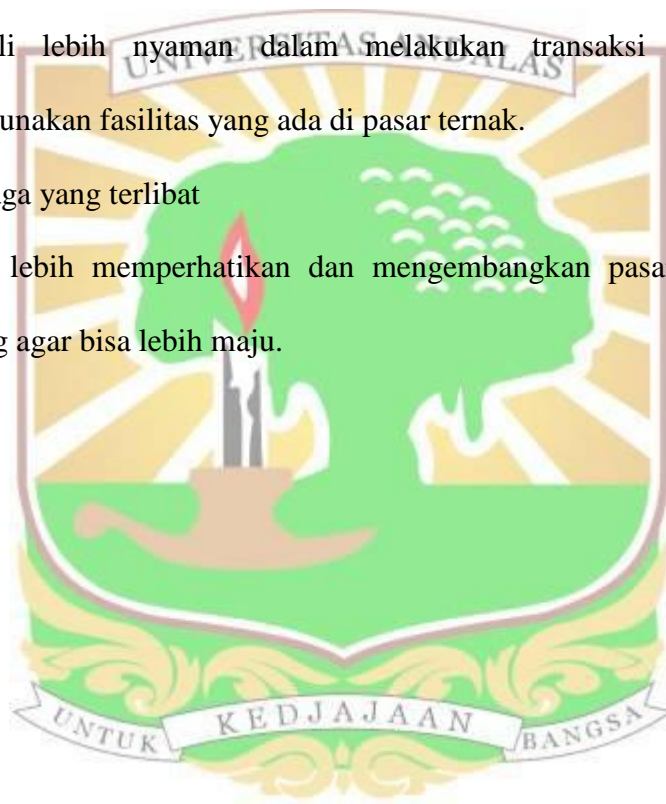 li lebih nyaman dalam melakukan transaksi
UNIVERSITAS ANDALAS
unakan fasilitas yang ada di pasar ternak.
ga yang terlibat
lebih memperhatikan dan mengembangkan pasa
g agar bisa lebih maju.
UNTUK KEDJAJAAN BANGSA